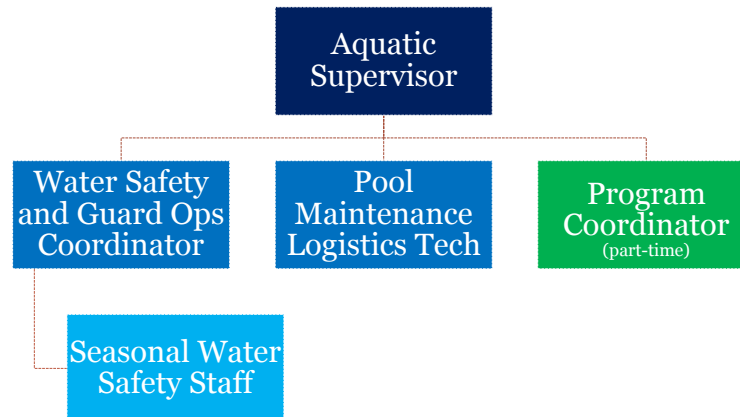 Aquatic
Supervisor
Water Safety
and Guard Ops
Coordinator
Pool
Maintenance
Logistics Tech
Program
Coordinator
(part-time)
Seasonal Water
Safety Staff